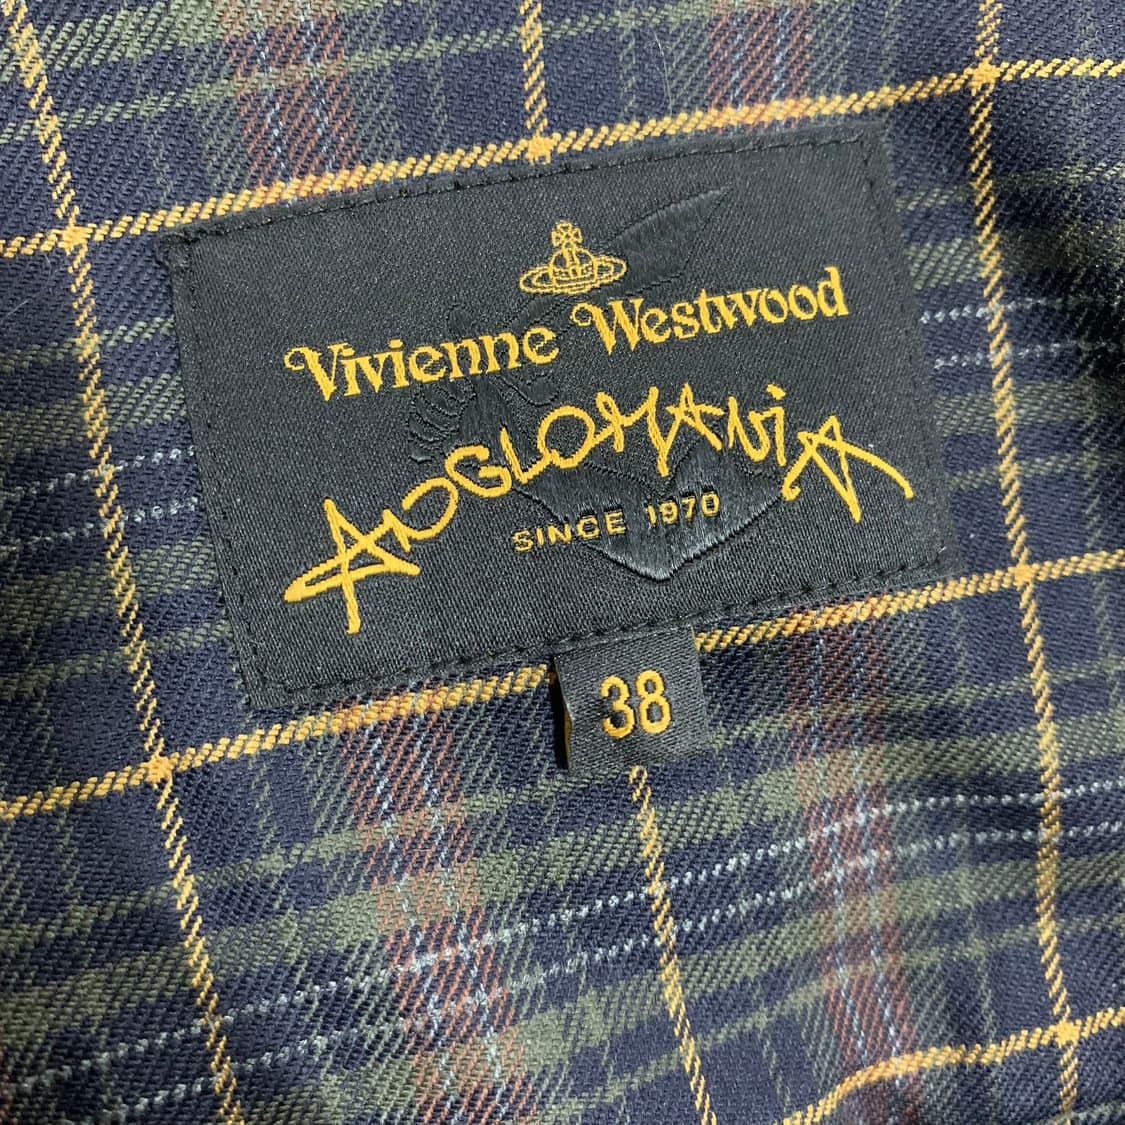 Vivienne Westwood
ANGLOMANiA
SINCE 1970
38